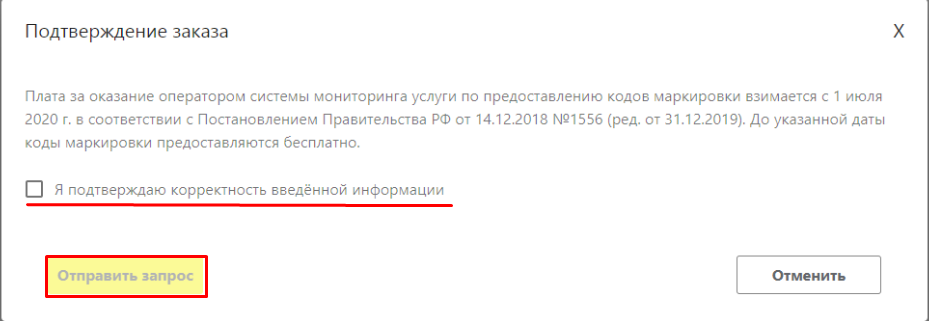 Подтверждение заказа
X
Плата за оказание оператором системы мониторинга услуги по предоставлению кодов маркировки взимается с 1 июля
2020 г. в соответствии с Постановлением Правительства РФ от 14.12.2018 №1556 (ред. от 31.12.2019). До указанной даты
коды маркировки предоставляются бесплатно.
Я подтверждаю корректность введённой информации
Отправить запрос
Отменить